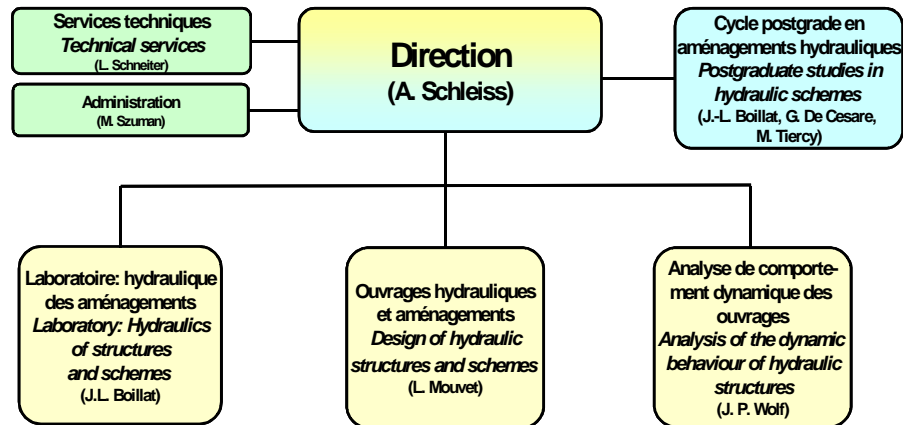 Services techniques
Technical services
(L. Schneiter)
Administration
(M. Szuman)
Direction
(A. Schleiss)
Cycle postgrade en
aménagements hydrauliques
Postgraduate studies in
hydraulic schemes
(J.-L. Boillat, G. De Cesare,
M. Tiercy)
Laboratoire: hydraulique
des aménagements
Laboratory: Hydraulics
of structures
and schemes
(J.L. Boillat)
Ouvrages hydrauliques
et aménagements
Design of hydraulic
structures and schemes
(L. Mouvet)
Analyse de comporte-
ment dynamique des
ouvrages
Analysis of the dynamic
behaviour of hydraulic
structures
(J. P. Wolf)